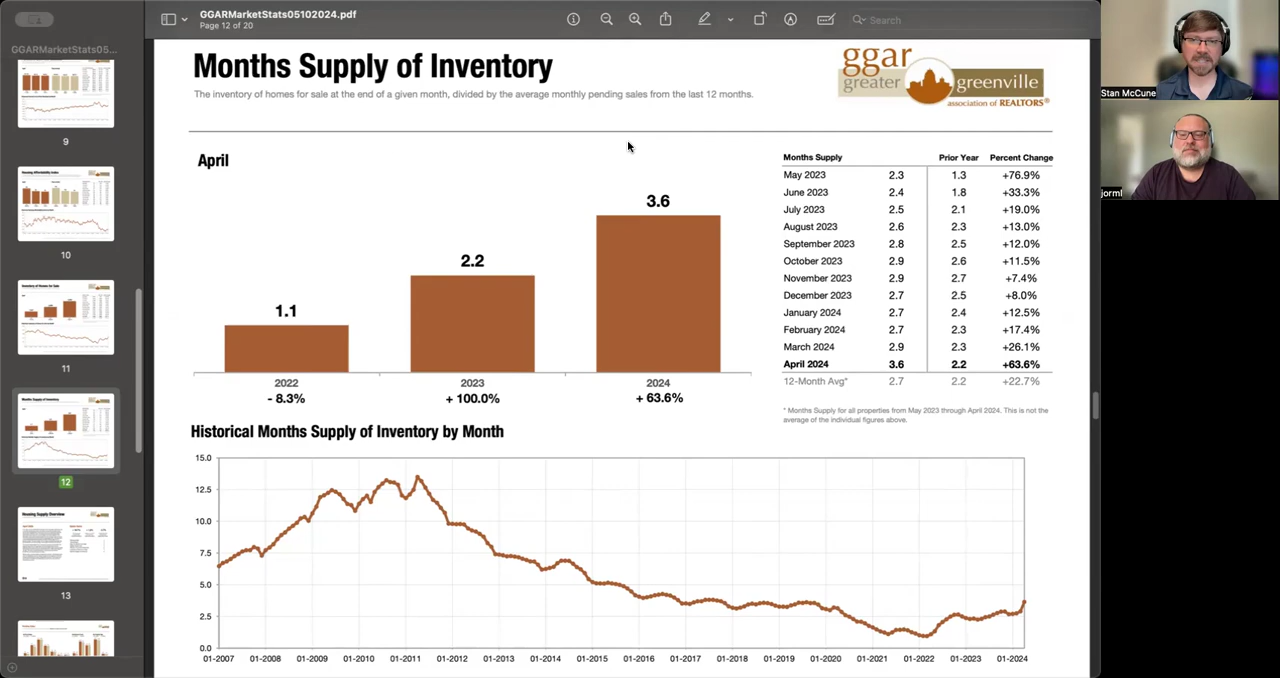 GGARMarketStats05102024.pdf
Page 12 of 20
Search
GGARMarketStats05...
9
10
11
12
13
Months Supply of Inventory
The inventory of homes for sale at the end of a given month, divided by the average monthly pending sales from the last 12 months.
ggar
greater greenville
association of REALTORS®
April
1.1
2.2
3.6
2022 2023 2024
- 8.3% + 100.0% + 63.6%
Months Supply Prior Year Percent Change
May 2023 2.3 1.3 +76.9%
June 2023 2.4 1.8 +33.3%
July 2023 2.5 2.1 +19.0%
August 2023 2.6 2.3 +13.0%
September 2023 2.8 2.5 +12.0%
October 2023 2.9 2.6 +11.5%
November 2023 2.9 2.7 +7.4%
December 2023 2.7 2.5 +8.0%
January 2024 2.7 2.4 +12.5%
February 2024 2.7 2.3 +17.4%
March 2024 2.9 2.3 +26.1%
April 2024 3.6 2.2 +63.6%
12-Month Avg* 2.7 2.2 +22.7%
* Months Supply for all properties from May 2023 through April 2024. This is not the
average of the individual figures above.
Historical Months Supply of Inventory by Month
15.0
12.5
10.0
7.5
5.0
2.5
0.0
01-2007 01-2008 01-2009 01-2010 01-2011 01-2012 01-2013 01-2014 01-2015 01-2016 01-2017 01-2018 01-2019 01-2020 01-2021 01-2022 01-2023 01-2024
Stan McCune
jorml